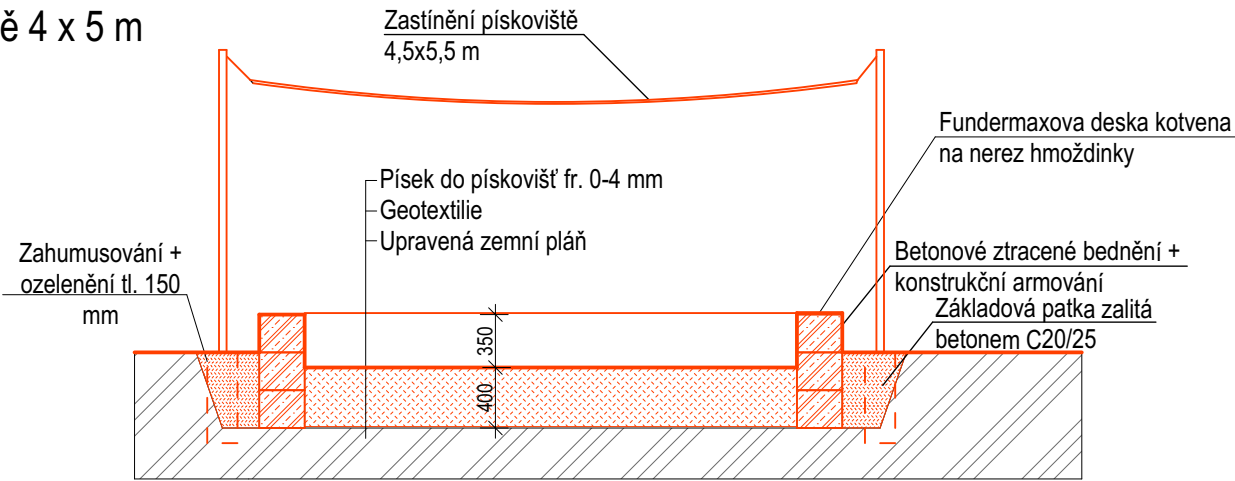 ě 4 x 5 m
Zastínění pískoviště
4,5x5,5 m
Fundermaxova deska kotvena
na nerez hmoždinky
Písek do pískovišť fr. 0-4 mm
Geotextilie
Upravená zemní pláň
Zahumusování +
ozelenění tl. 150
mm
Betonové ztracené bednění +
konstrukční armování
Základová patka zalitá
betonem C20/25
350
400